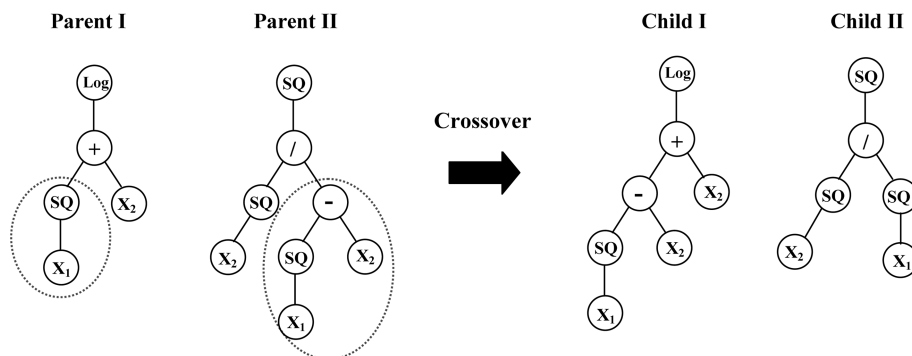 Parent I Parent II Child I Child II
Log SQ Log SQ
Crossover
+ / + /
SQ X₂ SQ - - X₂ SQ SQ
X₁ X₂ SQ X₂ SQ X₂ X₂ X₁
X₁ X₁